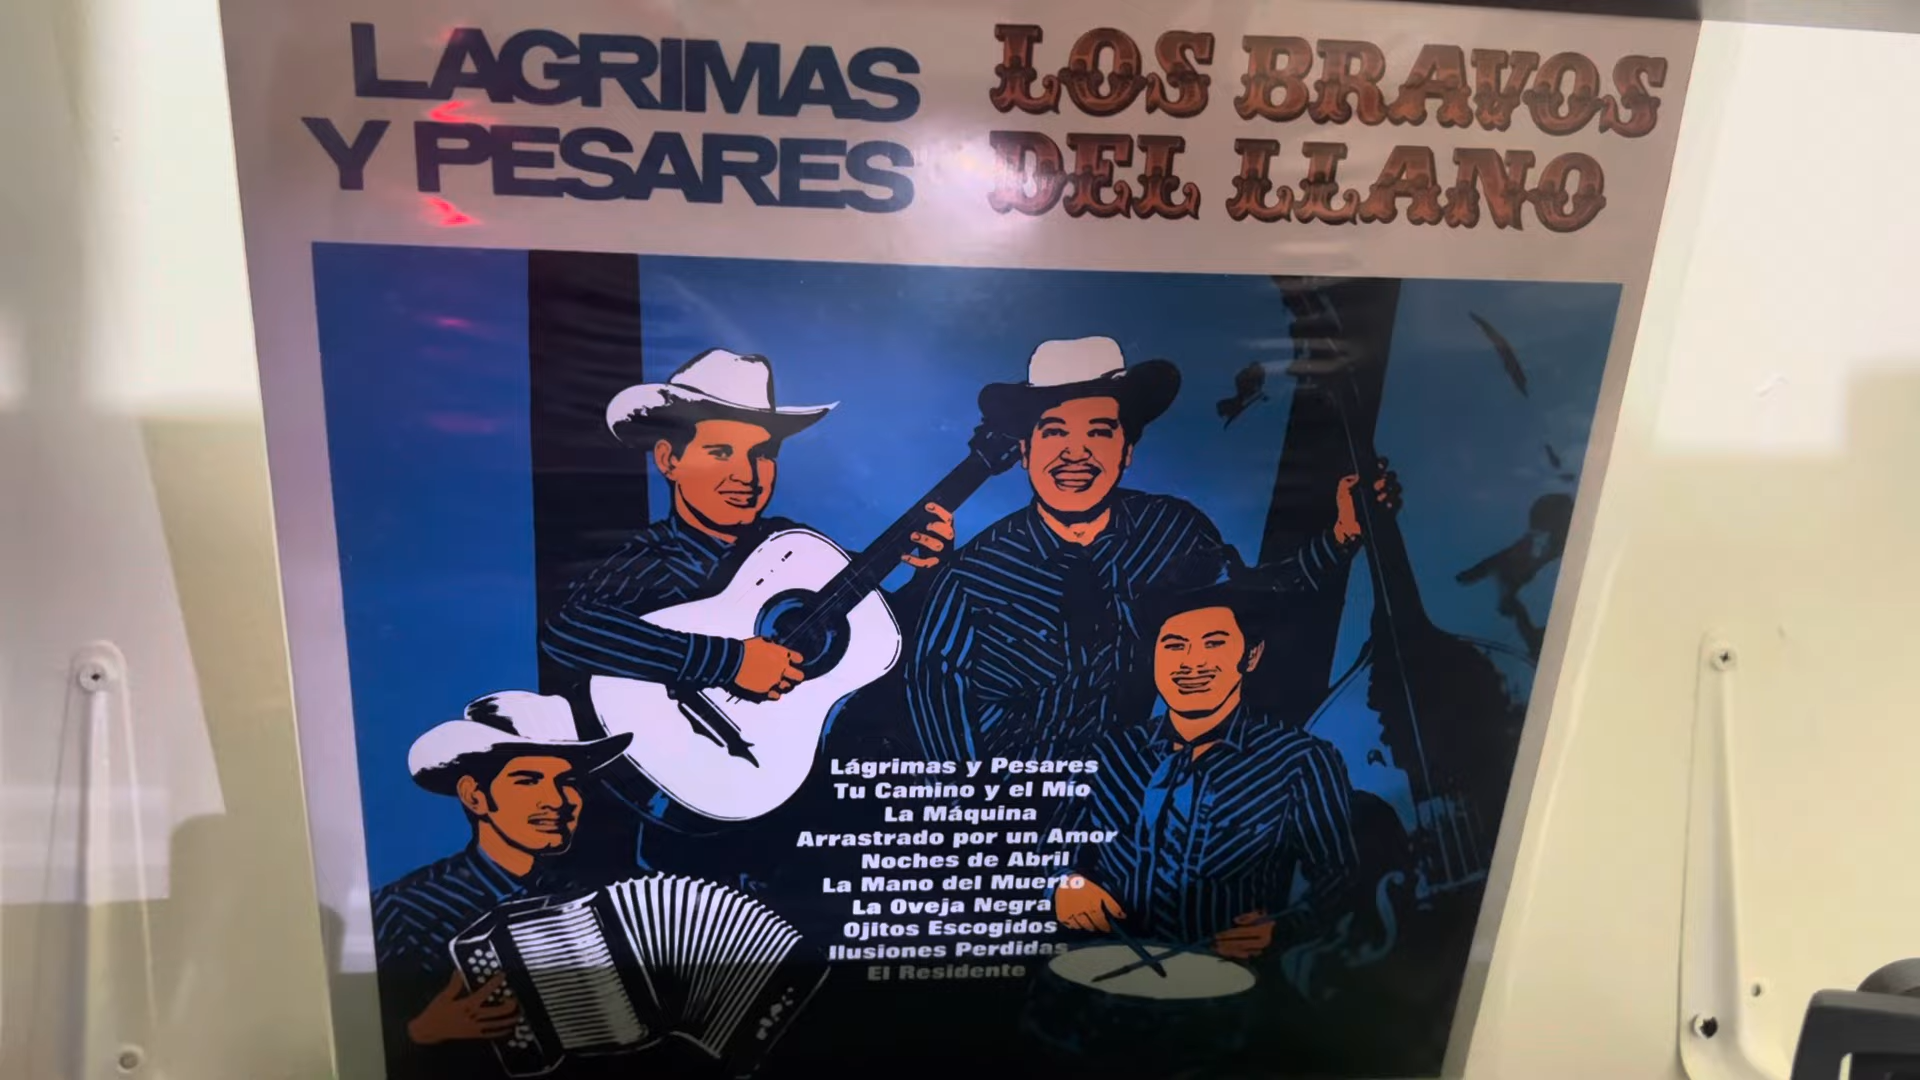 LAGRIMAS
Y PESARES
LOS BRAVOS
DEL LLANO
Lágrimas y Pesares
Tu Camino y el Mío
La Máquina
Arrastrado por un Amor
Noches de Abril
La Mano del Muerto
La Oveja Negra
Ojitos Escogidos
Ilusiones Perdidas
El Residente